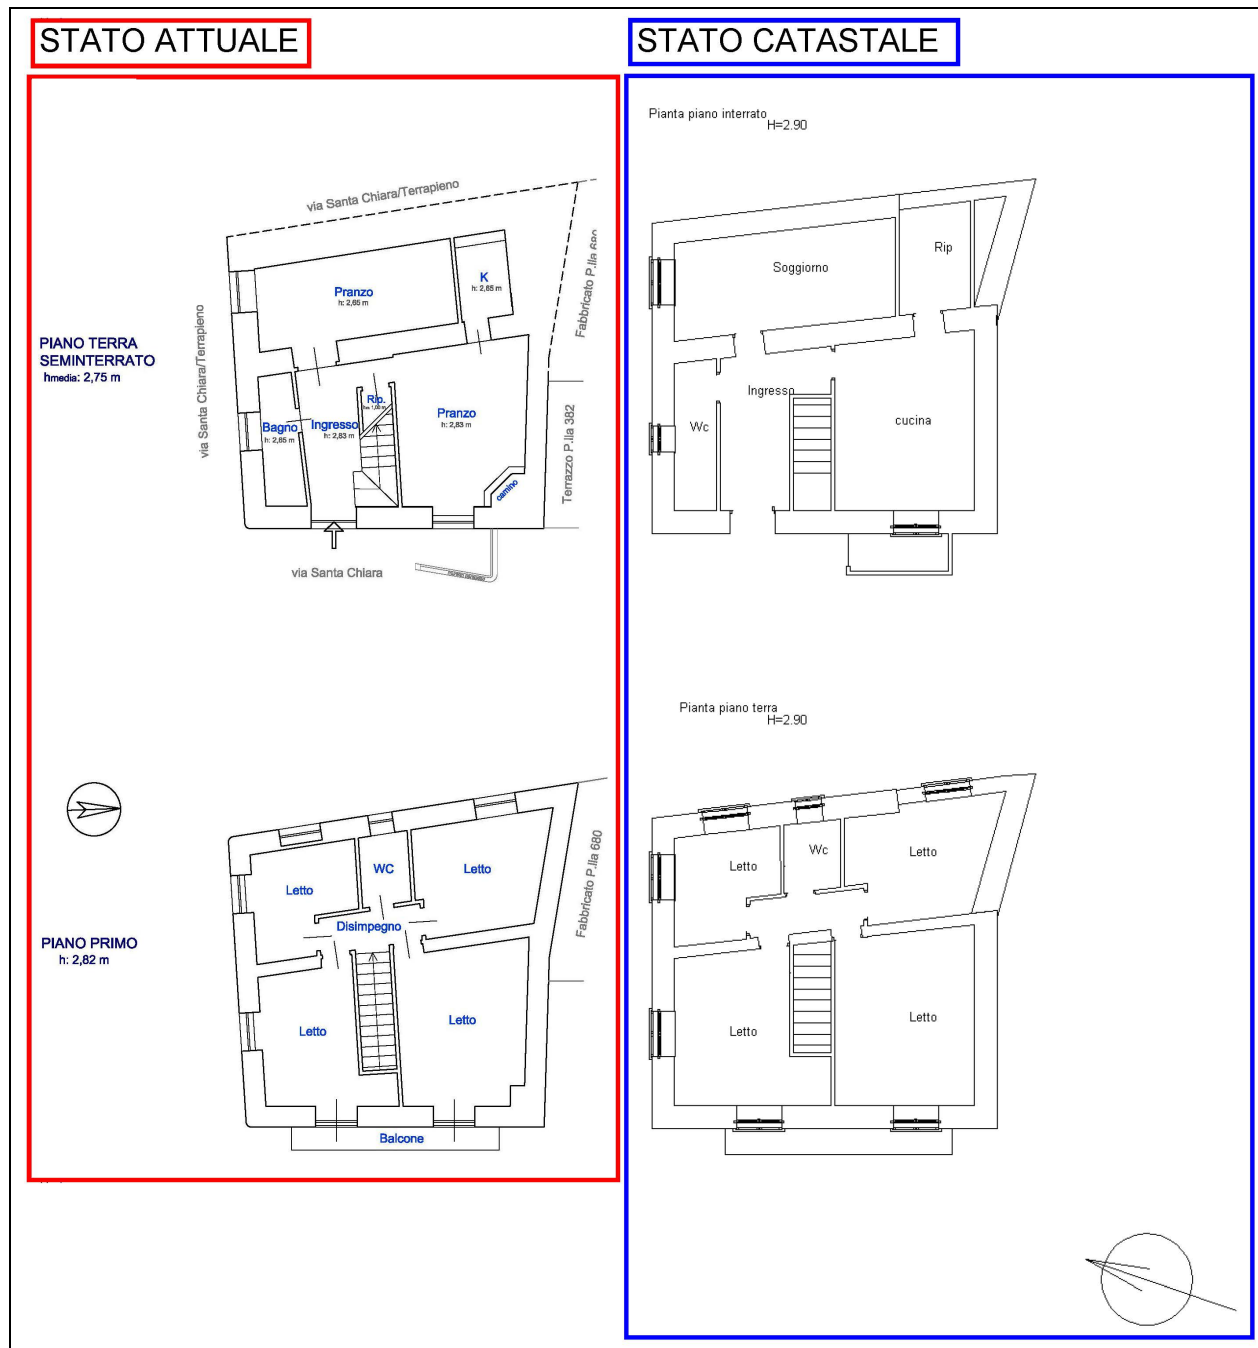 STATO ATTUALE
via Santa Chiara/Terrapieno
via Santa Chiara/Terrapieno
Fabbricato P.lla 680
Terrazzo P.lla 382
PIANO TERRA
SEMINTERRATO
hmedia: 2,75 m
Pranzo
h: 2,65 m
K
h: 2,65 m
Rip.
Bagno
h: 2,65 m
Ingresso
h: 2,83 m
Pranzo
h: 2,83 m
camino
via Santa Chiara
PIANO PRIMO
h: 2,82 m
Letto
WC
Letto
Disimpegno
Letto
Letto
Balcone
Fabbricato P.lla 680
STATO CATASTALE
Pianta piano interrato
H=2.90
Soggiorno
Rip
Ingresso
Wc
cucina
Pianta piano terra
H=2.90
Letto
Wc
Letto
Letto
Letto